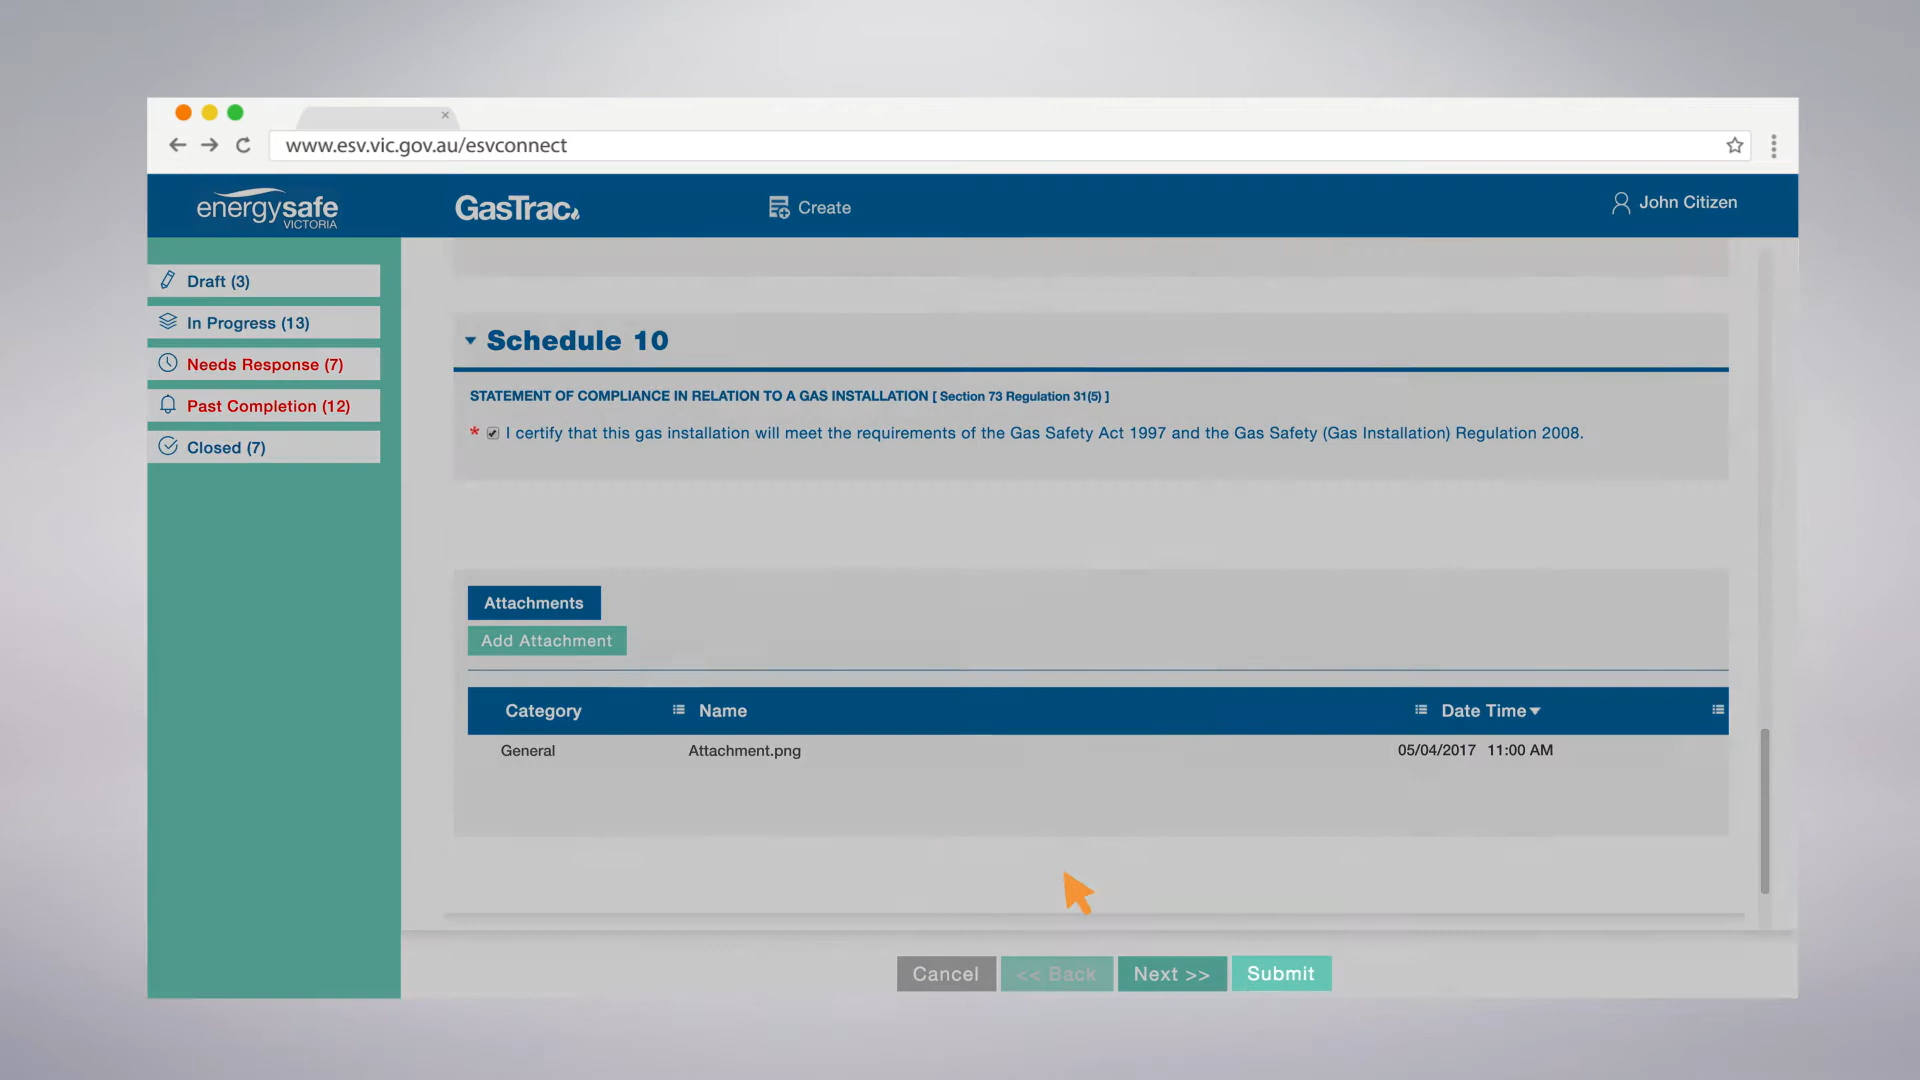 www.esv.vic.gov.au/esvconnect
energysafe
VICTORIA
GasTrac
Create
John Citizen
Draft (3)
In Progress (13)
Needs Response (7)
Past Completion (12)
Closed (7)
Schedule 10
STATEMENT OF COMPLIANCE IN RELATION TO A GAS INSTALLATION [ Section 73 Regulation 31(5) ]
* I certify that this gas installation will meet the requirements of the Gas Safety Act 1997 and the Gas Safety (Gas Installation) Regulation 2008.
Attachments
Add Attachment
Category Name Date Time
General Attachment.png 05/04/2017 11:00 AM
Cancel << Back Next >> Submit